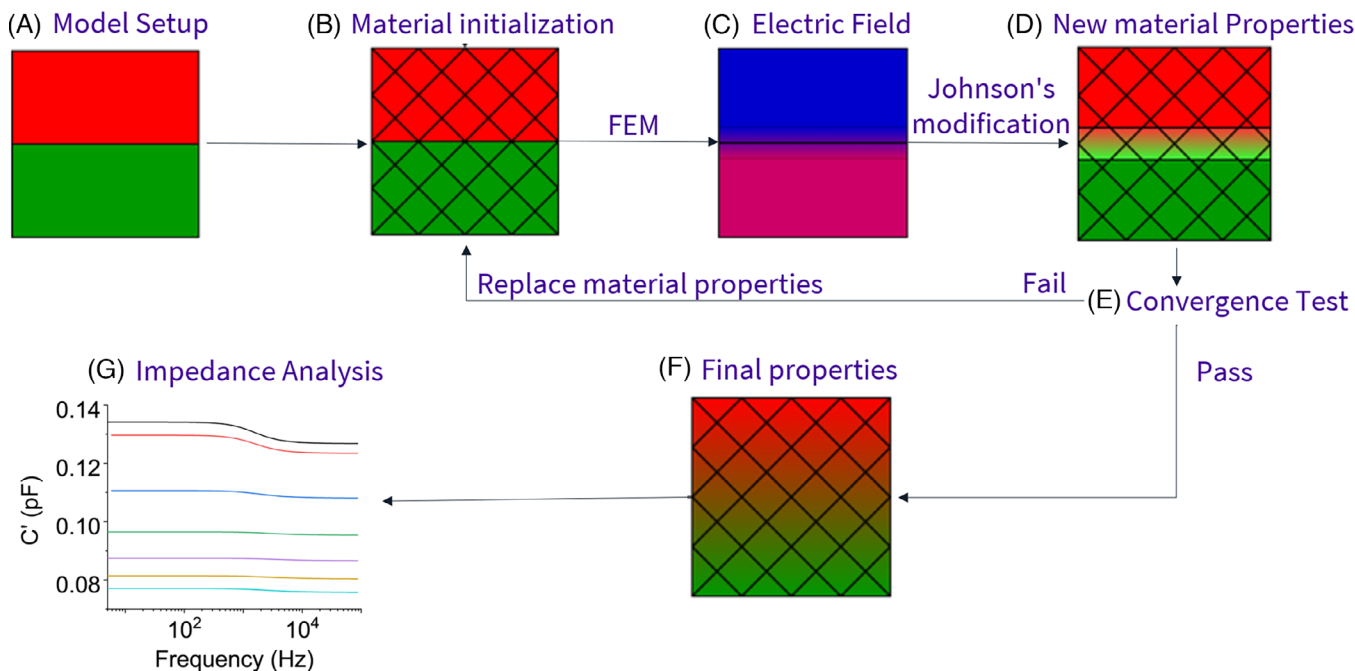 (A) Model Setup
(B) Material initialization
(C) Electric Field
(D) New material Properties
FEM
Johnson's
modification
Replace material properties
Fail
(E) Convergence Test
Pass
(F) Final properties
(G) Impedance Analysis
0.14
0.12
0.10
0.08
C' (pF)
10² 10⁴
Frequency (Hz)